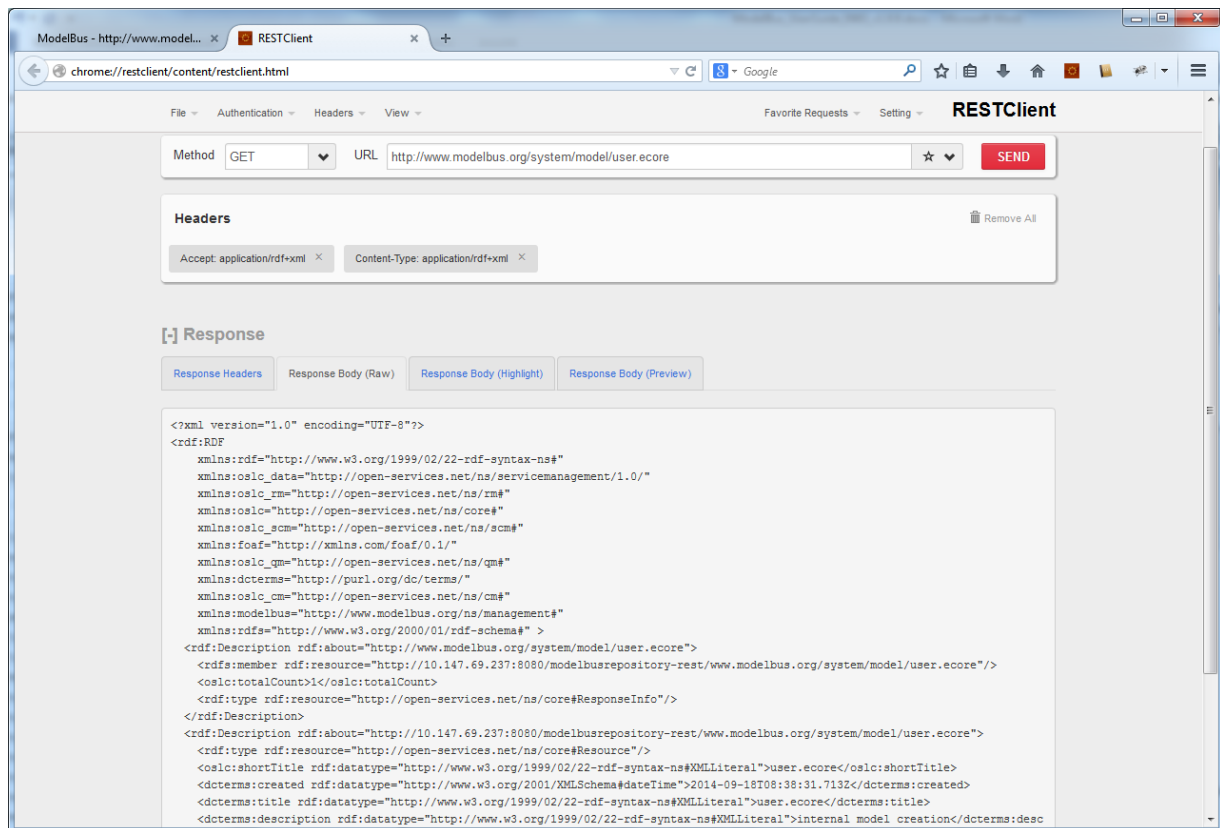 ModelBus - http://www.model... ×
RESTClient ×
+
chrome://restclient/content/restclient.html
Google
File
Authentication
Headers
View
Favorite Requests
Setting
RESTClient
Method
GET
URL
http://www.modelbus.org/system/model/user.ecore
SEND
Headers
Remove All
Accept: application/rdf+xml ×
Content-Type: application/rdf+xml ×
[-] Response
Response Headers
Response Body (Raw)
Response Body (Highlight)
Response Body (Preview)
<?xml version="1.0" encoding="UTF-8"?>
<rdf:RDF
xmlns:rdf="http://www.w3.org/1999/02/22-rdf-syntax-ns#"
xmlns:oslc_data="http://open-services.net/ns/servicemanagement/1.0/"
xmlns:oslc_rm="http://open-services.net/ns/rm#"
xmlns:oslc="http://open-services.net/ns/core#"
xmlns:oslc_scm="http://open-services.net/ns/scm#"
xmlns:foaf="http://xmlns.com/foaf/0.1/"
xmlns:oslc_qm="http://open-services.net/ns/qm#"
xmlns:dcterms="http://purl.org/dc/terms/"
xmlns:oslc_cm="http://open-services.net/ns/cm#"
xmlns:modelbus="http://www.modelbus.org/ns/management#"
xmlns:rdfs="http://www.w3.org/2000/01/rdf-schema#" >
<rdf:Description rdf:about="http://www.modelbus.org/system/model/user.ecore">
<rdfs:member rdf:resource="http://10.147.69.237:8080/modelbusrepository-rest/www.modelbus.org/system/model/user.ecore"/>
<oslc:totalCount>1</oslc:totalCount>
<rdf:type rdf:resource="http://open-services.net/ns/core#ResponseInfo"/>
</rdf:Description>
<rdf:Description rdf:about="http://10.147.69.237:8080/modelbusrepository-rest/www.modelbus.org/system/model/user.ecore">
<rdf:type rdf:resource="http://open-services.net/ns/core#Resource"/>
<oslc:shortTitle rdf:datatype="http://www.w3.org/1999/02/22-rdf-syntax-ns#XMLLiteral">user.ecore</oslc:shortTitle>
<dcterms:created rdf:datatype="http://www.w3.org/2001/XMLSchema#dateTime">2014-09-18T08:38:31.713Z</dcterms:created>
<dcterms:title rdf:datatype="http://www.w3.org/1999/02/22-rdf-syntax-ns#XMLLiteral">user.ecore</dcterms:title>
<dcterms:description rdf:datatype="http://www.w3.org/1999/02/22-rdf-syntax-ns#XMLLiteral">internal model creation</dcterms:desc